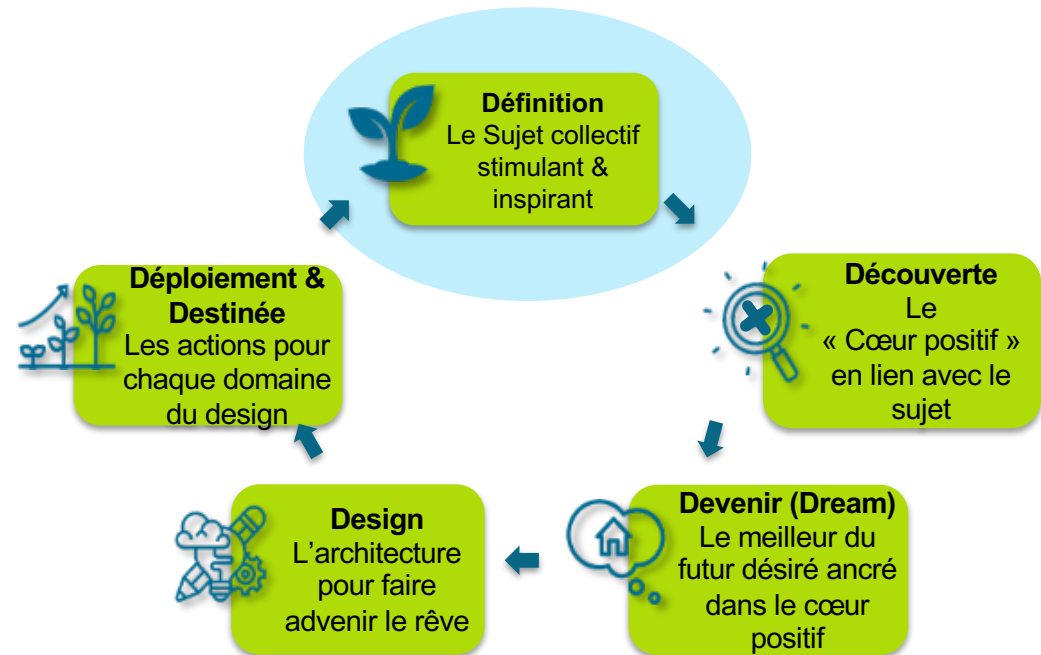 Définition
Le Sujet collectif
stimulant &
inspirant
Découverte
Le
« Cœur positif »
en lien avec le
sujet
Devenir (Dream)
Le meilleur du
futur désiré ancré
dans le cœur
positif
Design
L’architecture
pour faire
advenir le rêve
Déploiement &
Destinée
Les actions pour
chaque domaine
du design